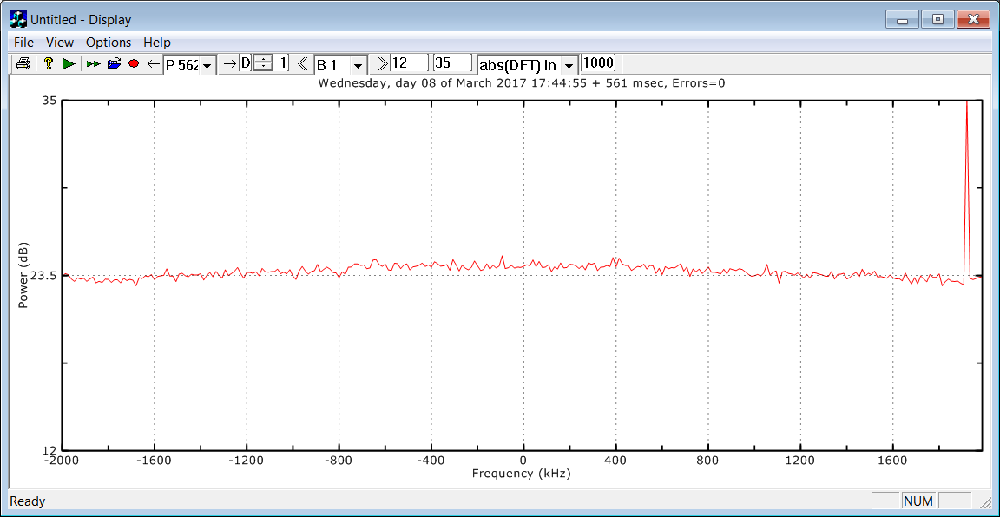 Untitled - Display
File View Options Help
P 562 D 1 B 1 12 35 abs(DFT) in 1000
Wednesday, day 08 of March 2017 17:44:55 + 561 msec, Errors=0
35
Power (dB)
23.5
12
-2000 -1600 -1200 -800 -400 0 400 800 1200 1600
Frequency (kHz)
Ready NUM